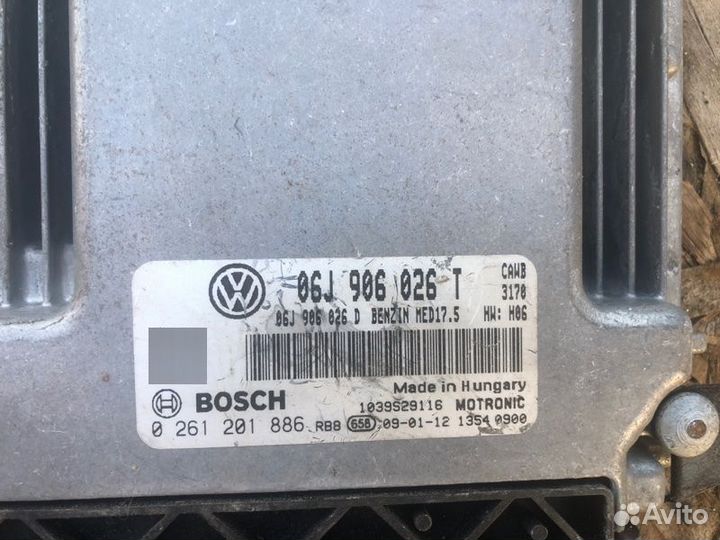 06J 906 026 T
CAWB
3170
06J 906 026 D BENZIN MED17.5 HW: H06
Made in Hungary
BOSCH
1039S29116 MOTRONIC
0 261 201 886 RB8 658 09-01-12 1354 0900
Avito